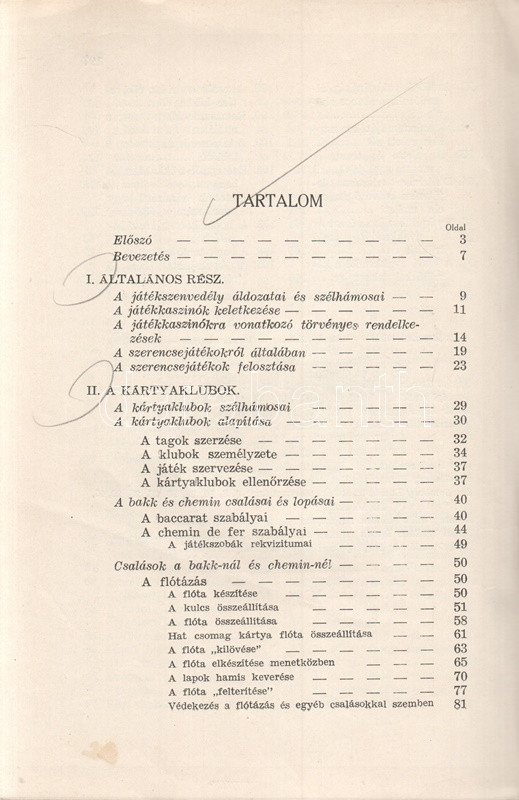 TARTALOM
Oldal
Előszó — — — — — — — — — — 3
Bevezetés — — — — — — — — — 7
I. ÁLTALÁNOS RÉSZ.
A játékszenvedély áldozatai és szélhámosai — — 9
A játékkaszinók keletkezése — — — — — — 11
A játékkaszinókra vonatkozó törvényes rendelke-
zések — — — — — — — — — — 14
A szerencsejátékokról általában — — — — — 19
A szerencsejátékok felosztása — — — — — 23
II. A KÁRTYAKLUBOK.
A kártyaklubok szélhámosai — — — — — 29
A kártyaklubok alapítása — — — — — — 30
A tagok szerzése — — — — — — — 32
A klubok személyzete — — — — — — 34
A játék szervezése — — — — — — — 37
A kártyaklubok ellenőrzése — — — — — 37
A bakk és chemin csalásai és lopásai — — — — 40
A baccarat szabályai — — — — — — 40
A chemin de fer szabályai — — — — — 44
A játékszobák rekvizitumai — — — — 49
Csalások a bakk-nál és chemin-nél — — — — 50
A flótázás — — — — — — — — 50
A flóta készítése — — — — — — 50
A kulcs összeállítása — — — — — 51
A flóta összeállítása — — — — — 58
Hat csomag kártya flóta összeállítása — — 61
A flóta „kilövése" — — — — — — 63
A flóta elkészítése menetközben — — — 65
A lapok hamis keverése — — — — — 70
A flóta „felterítése" — — — — — 77
Védekezés a flótázás és egyéb csalásokkal szemben 81